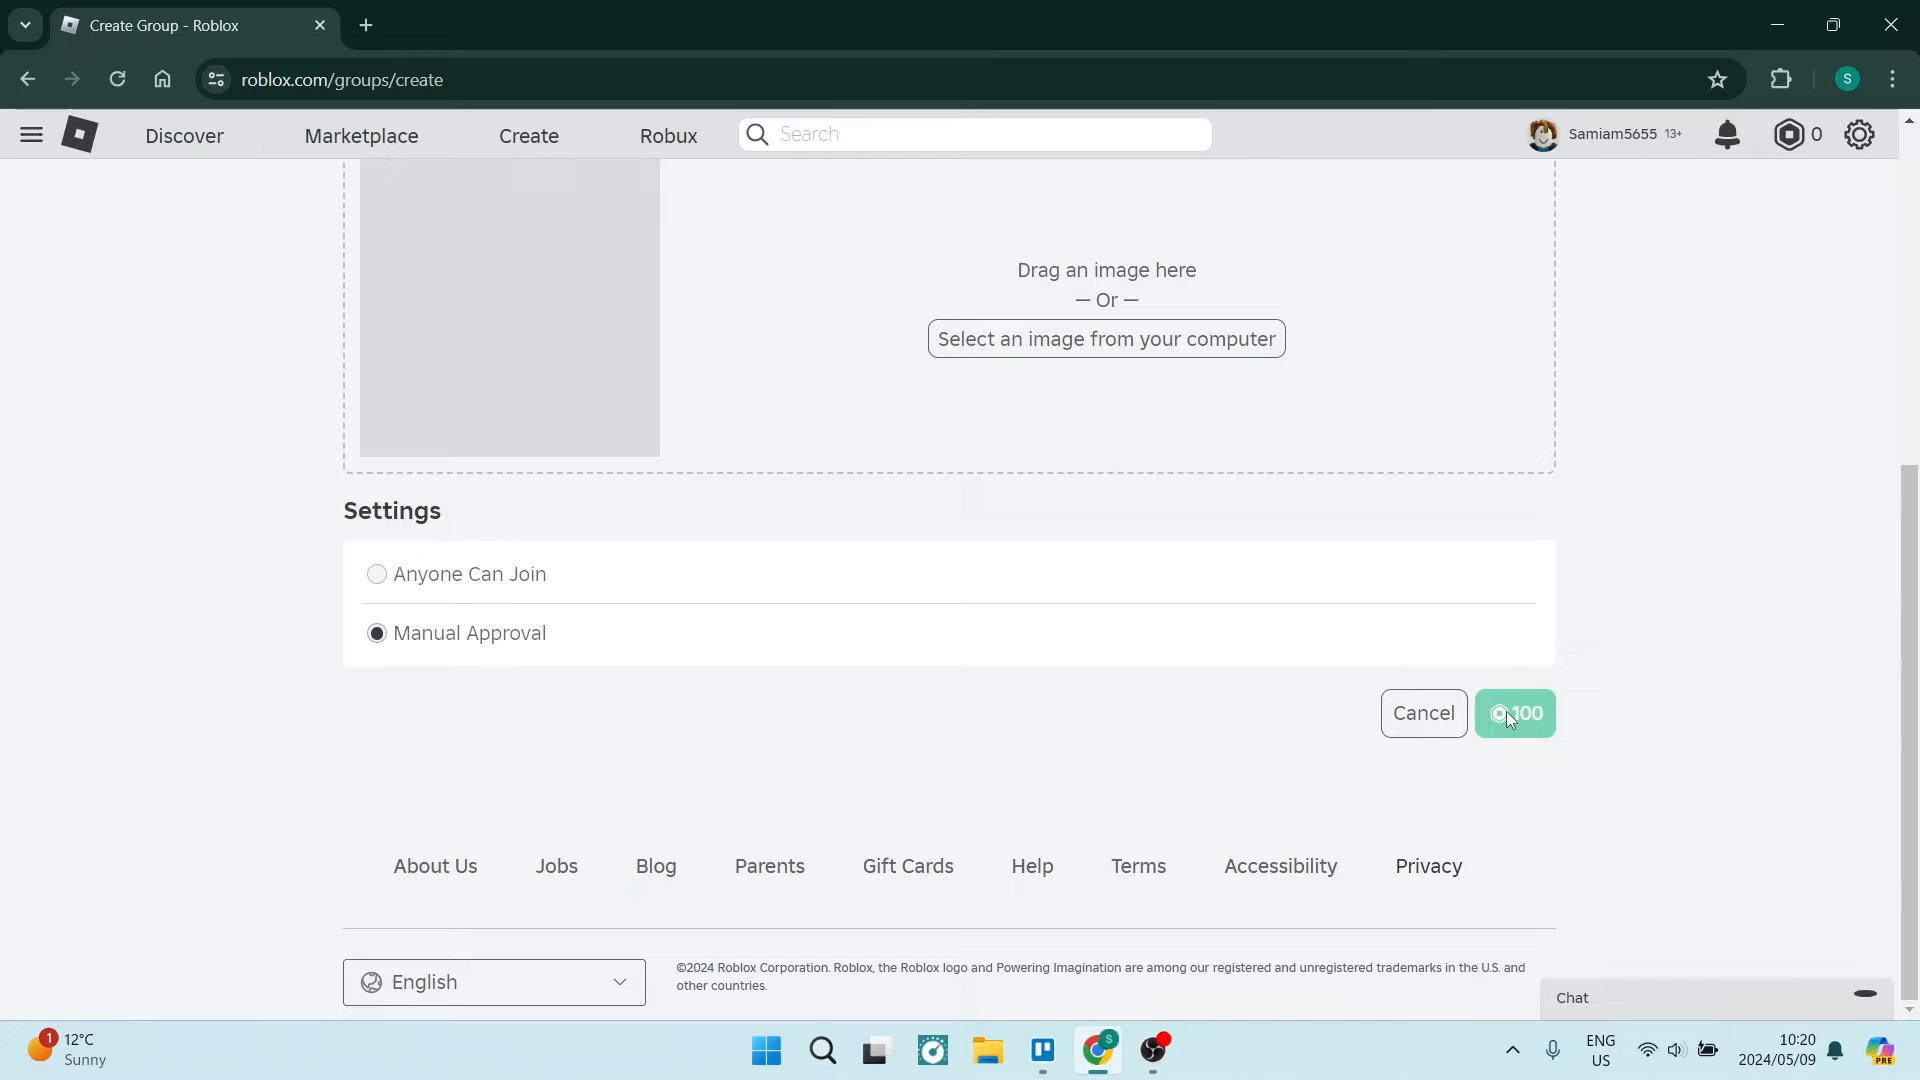 Create Group - Roblox
roblox.com/groups/create
S
Discover
Marketplace
Create
Robux
Search
Samiam5655 13+
0
Drag an image here
— Or —
Select an image from your computer
Settings
Anyone Can Join
Manual Approval
Cancel
100
About Us
Jobs
Blog
Parents
Gift Cards
Help
Terms
Accessibility
Privacy
English
©2024 Roblox Corporation. Roblox, the Roblox logo and Powering Imagination are among our registered and unregistered trademarks in the U.S. and
other countries.
Chat
1
12°C
Sunny
S
ENG
US
10:20
2024/05/09
PRE